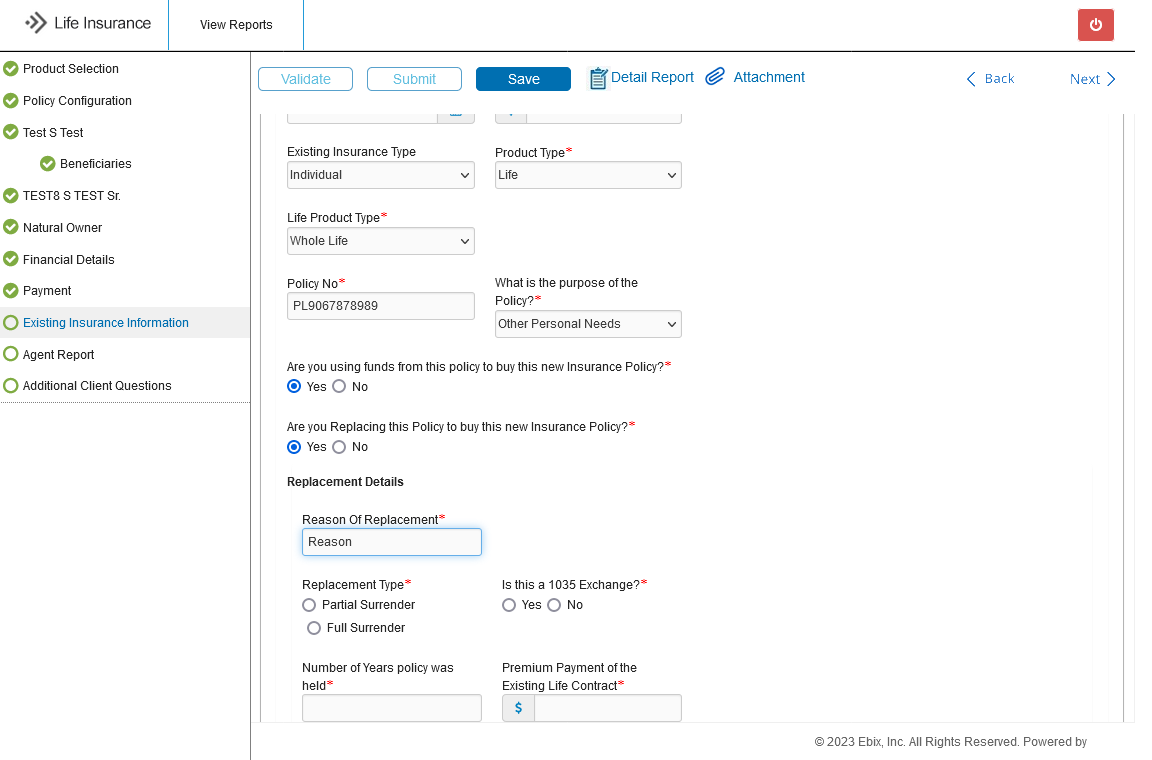 Life Insurance
View Reports
Product Selection
Policy Configuration
Test S Test
Beneficiaries
TEST8 S TEST Sr.
Natural Owner
Financial Details
Payment
Existing Insurance Information
Agent Report
Additional Client Questions
Validate Submit Save Detail Report Attachment Back Next
Existing Insurance Type Product Type*
Individual Life
Life Product Type*
Whole Life
Policy No* What is the purpose of the
Policy?*
PL9067878989
Other Personal Needs
Are you using funds from this policy to buy this new Insurance Policy?*
Yes No
Are you Replacing this Policy to buy this new Insurance Policy?*
Yes No
Replacement Details
Reason Of Replacement*
Reason
Replacement Type* Is this a 1035 Exchange?*
Partial Surrender Yes No
Full Surrender
Number of Years policy was Premium Payment of the
held* Existing Life Contract*
$
© 2023 Ebix, Inc. All Rights Reserved. Powered by